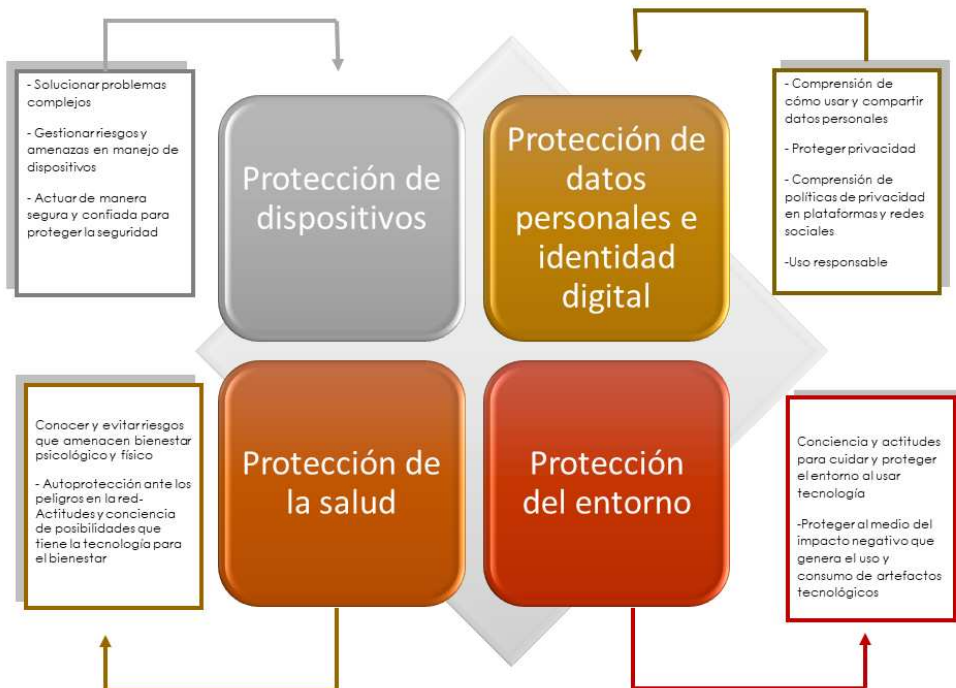 - Solucionar problemas
complejos
- Gestionar riesgos y
amenazas en manejo de
dispositivos
- Actuar de manera
segura y confiada para
proteger la seguridad
Protección de
dispositivos
Protección de
datos
personales e
identidad
digital
- Comprensión de
cómo usar y compartir
datos personales
- Proteger privacidad
- Comprensión de
políticas de privacidad
en plataformas y redes
sociales
-Uso responsable
Conocer y evitar riesgos
que amenacen bienestar
psicológico y físico
- Autoprotección ante los
peligros en la red-
Actitudes y conciencia
de posibilidades que
tiene la tecnología para
el bienestar
Protección de
la salud
Protección
del entorno
Conciencia y actitudes
para cuidar y proteger
el entorno al usar
tecnología
-Proteger al medio del
impacto negativo que
genera el uso y
consumo de artefactos
tecnológicos